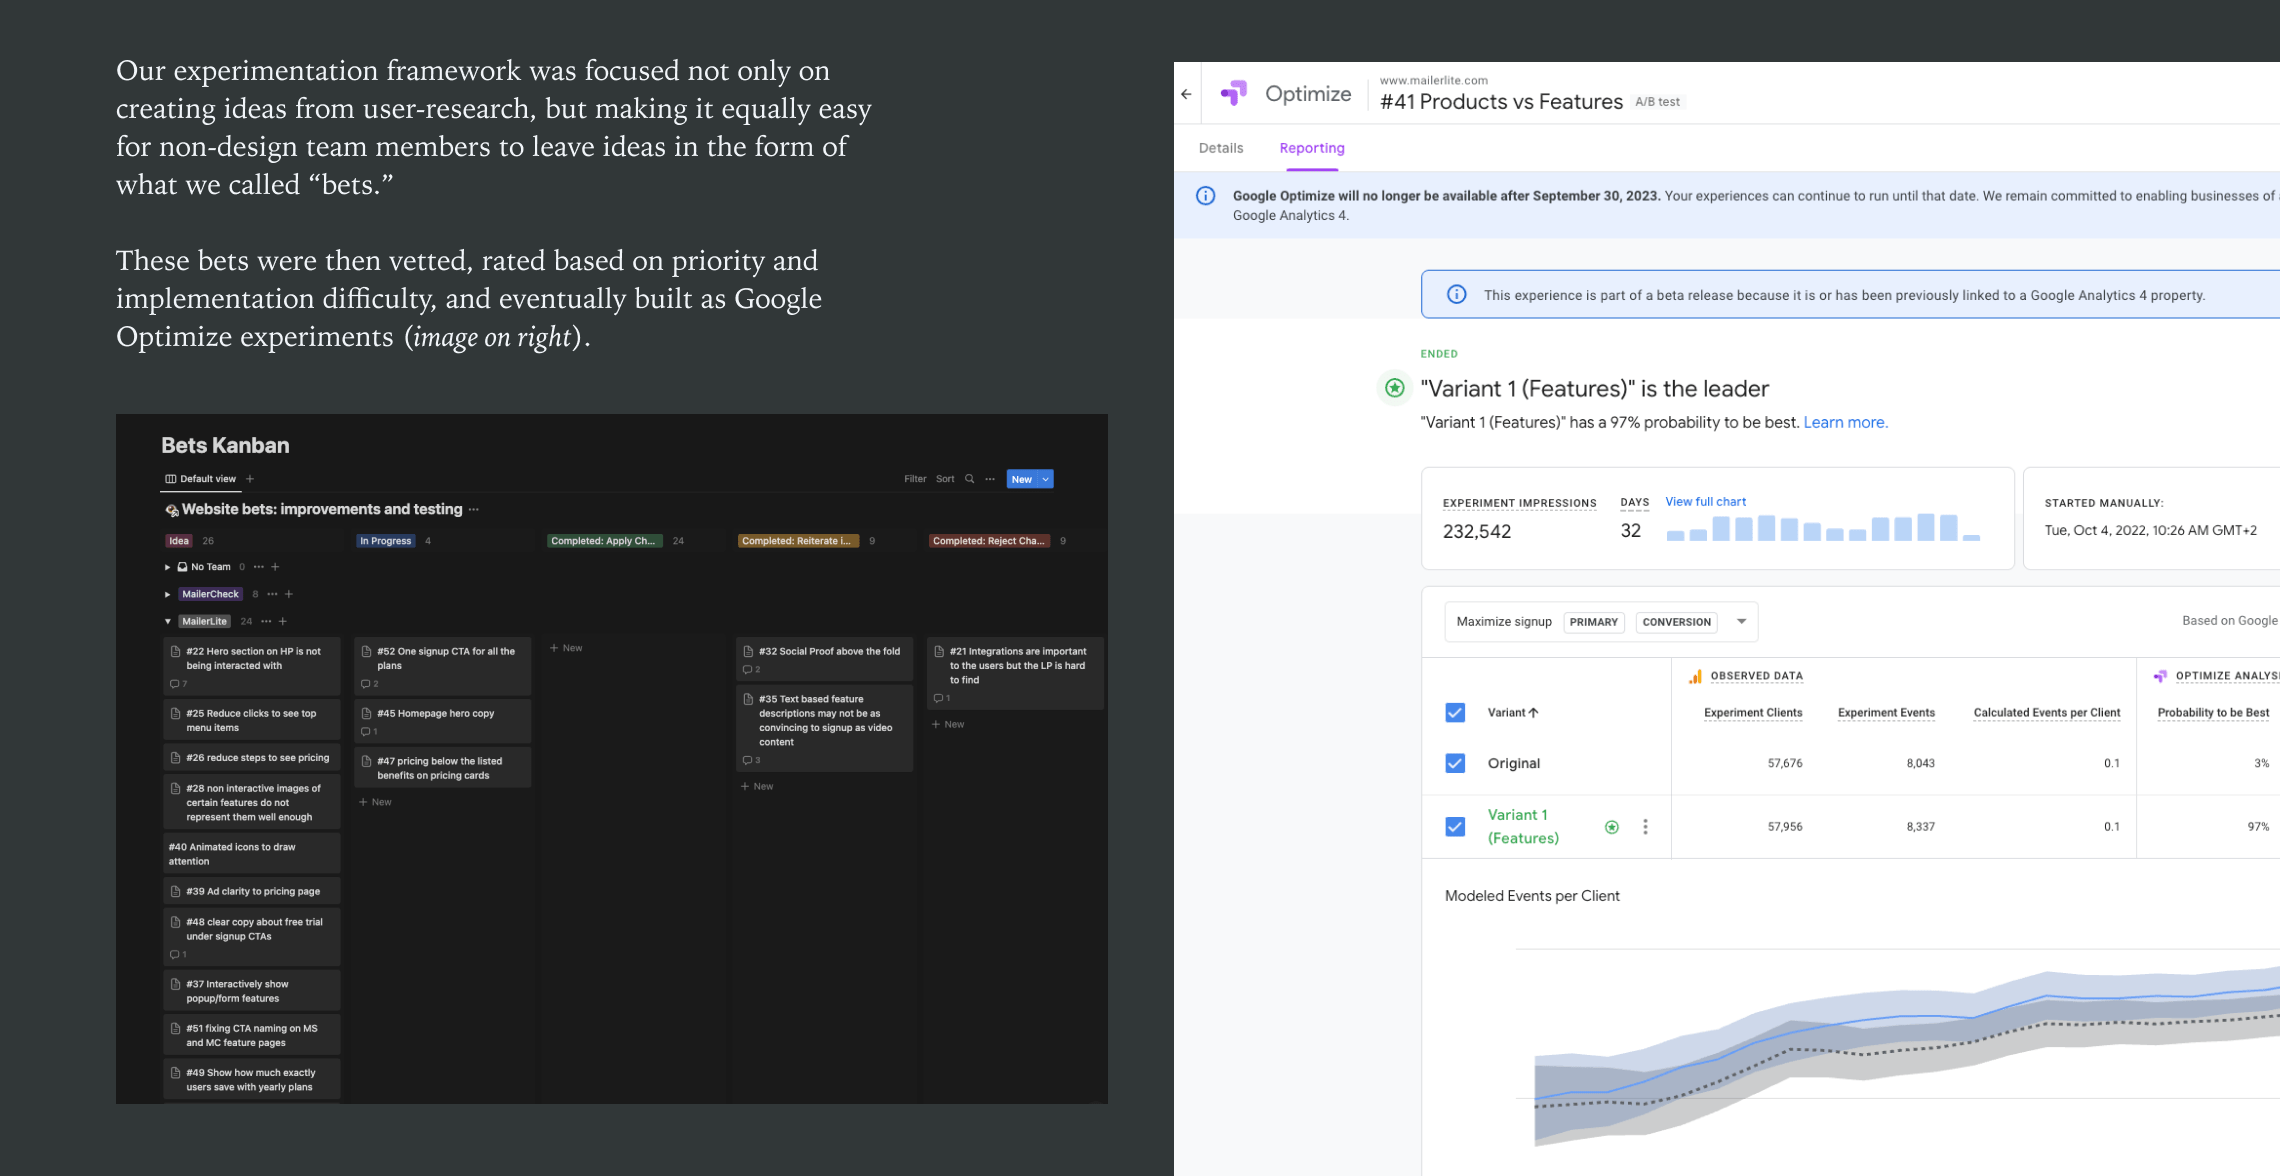 Our experimentation framework was focused not only on
creating ideas from user-research, but making it equally easy
for non-design team members to leave ideas in the form of
what we called “bets.”
These bets were then vetted, rated based on priority and
implementation difficulty, and eventually built as Google
Optimize experiments (image on right).
Bets Kanban
Default view
Filter Sort ... New
Website bets: improvements and testing ...
Idea 26
In Progress 4
Completed: Apply Ch... 24
Completed: Reiterate i... 9
Completed: Reject Cha... 9
No Team 0 ... +
MailerCheck 8 ... +
MailerLite 24 ... +
#22 Hero section on HP is not
being interacted with
7
#25 Reduce clicks to see top
menu items
#26 reduce steps to see pricing
#28 non interactive images of
certain features do not
represent them well enough
#40 Animated icons to draw
attention
#39 Ad clarity to pricing page
#48 clear copy about free trial
under signup CTAs
1
#37 Interactively show
popup/form features
#51 fixing CTA naming on MS
and MC feature pages
#49 Show how much exactly
users save with yearly plans
#52 One signup CTA for all the
plans
2
#45 Homepage hero copy
1
#47 pricing below the listed
benefits on pricing cards
+ New
+ New
#32 Social Proof above the fold
2
#35 Text based feature
descriptions may not be as
convincing to signup as video
content
3
+ New
#21 Integrations are important
to the users but the LP is hard
to find
1
+ New
Optimize
www.mailerlite.com
#41 Products vs Features A/B test
Details Reporting
Google Optimize will no longer be available after September 30, 2023. Your experiences can continue to run until that date. We remain committed to enabling businesses of
Google Analytics 4.
This experience is part of a beta release because it is or has been previously linked to a Google Analytics 4 property.
ENDED
"Variant 1 (Features)" is the leader
"Variant 1 (Features)" has a 97% probability to be best. Learn more.
EXPERIMENT IMPRESSIONS
232,542
DAYS
32
View full chart
STARTED MANUALLY:
Tue, Oct 4, 2022, 10:26 AM GMT+2
Maximize signup PRIMARY CONVERSION
Based on Google
OBSERVED DATA
OPTIMIZE ANALYS
Variant Experiment Clients Experiment Events Calculated Events per Client Probability to be Best
Original 57,676 8,043 0.1 3%
Variant 1
(Features) 57,956 8,337 0.1 97%
Modeled Events per Client